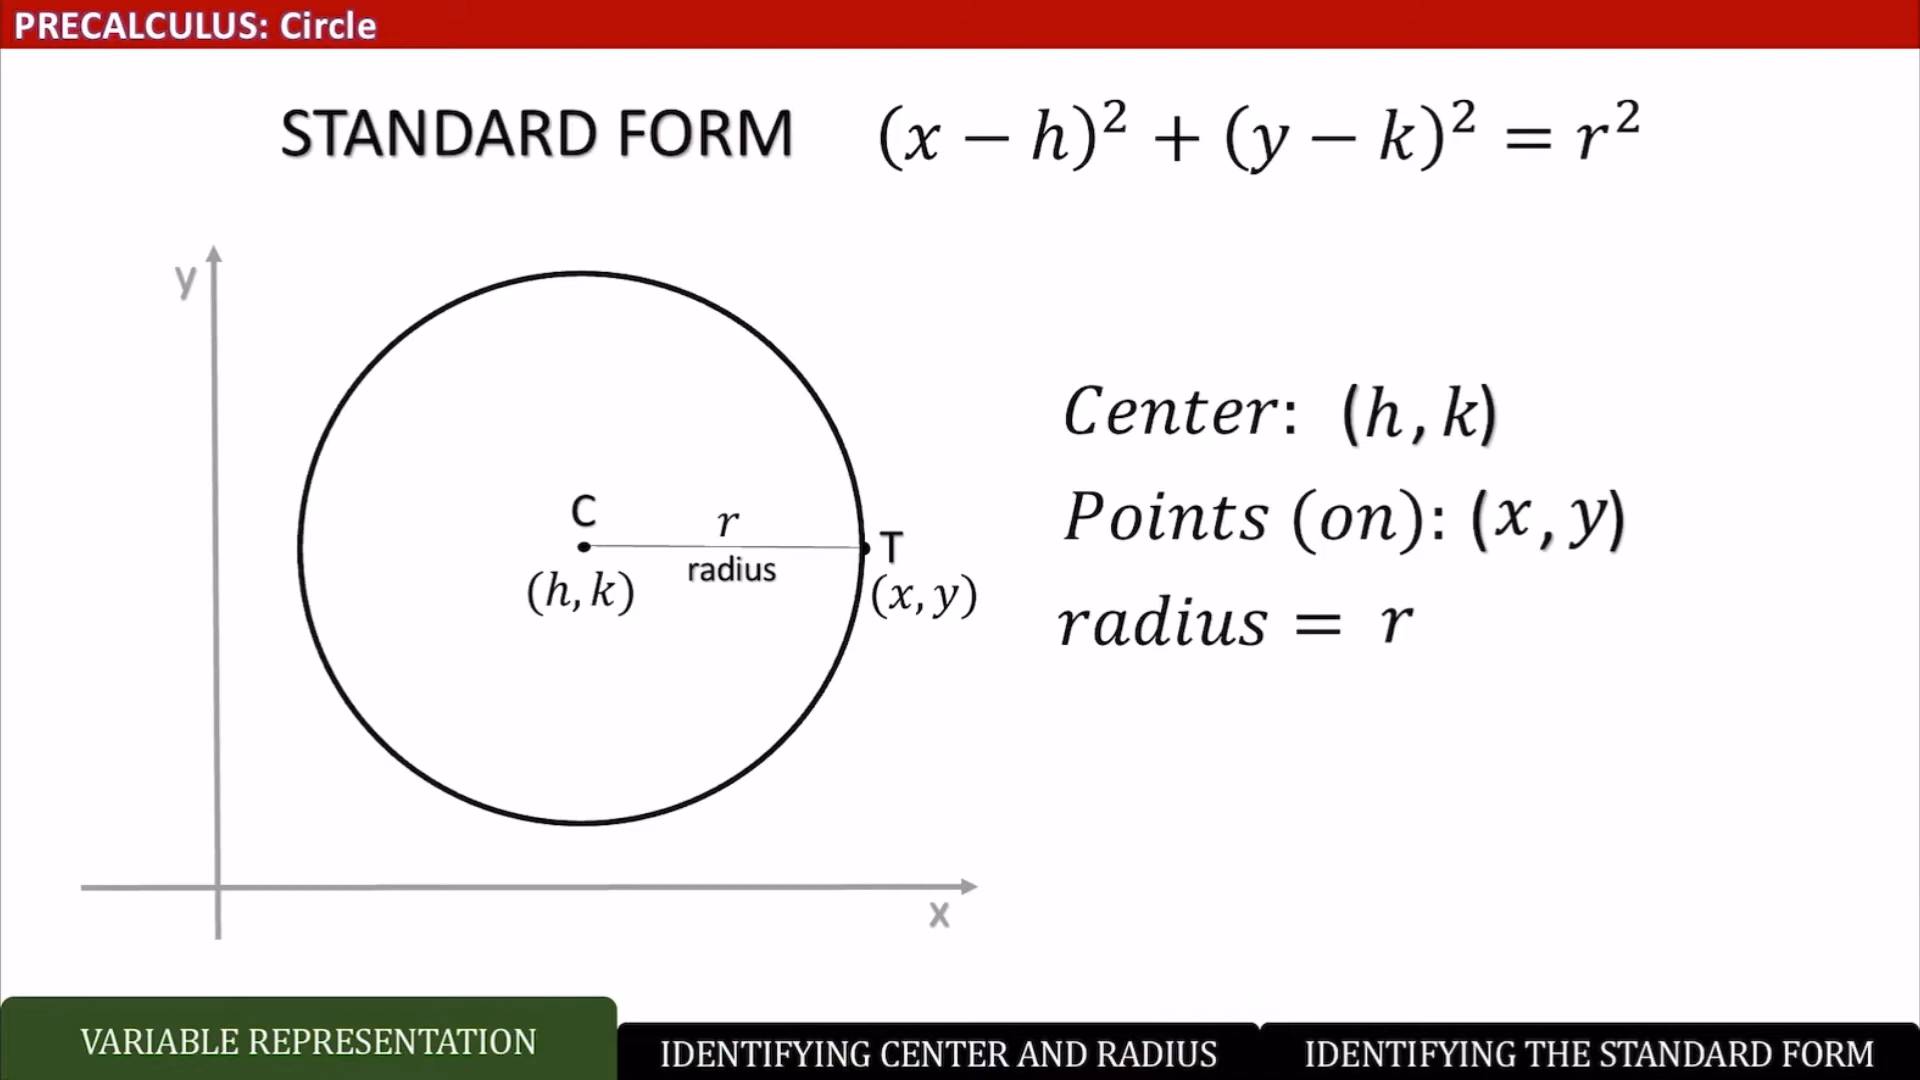 PRECALCULUS: Circle
STANDARD FORM (x − h)² + (y − k)² = r²
y
C
r
T
radius
(h, k)
(x, y)
x
Center: (h, k)
Points (on): (x, y)
radius = r
VARIABLE REPRESENTATION
IDENTIFYING CENTER AND RADIUS
IDENTIFYING THE STANDARD FORM